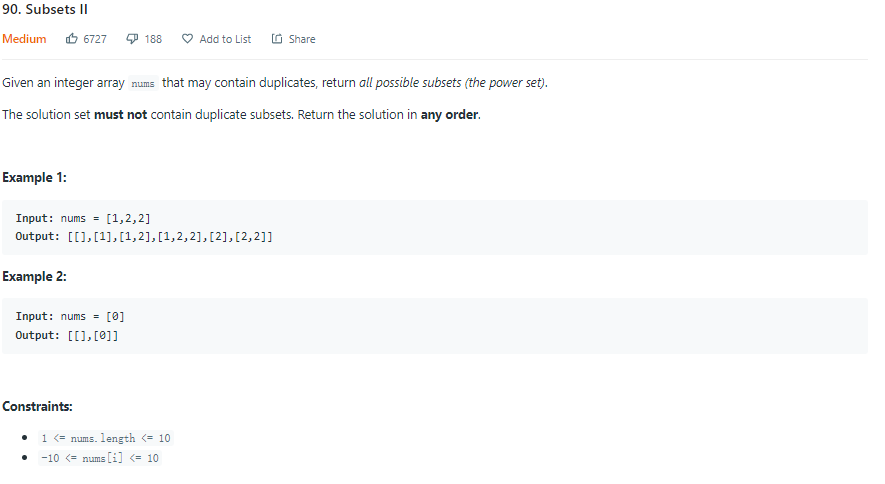 90. Subsets II
Medium 6727 188 Add to List Share
Given an integer array nums that may contain duplicates, return all possible subsets (the power set).
The solution set must not contain duplicate subsets. Return the solution in any order.
Example 1:
Input: nums = [1,2,2]
Output: [[],[1],[1,2],[1,2,2],[2],[2,2]]
Example 2:
Input: nums = [0]
Output: [[],[0]]
Constraints:
• 1 <= nums.length <= 10
• -10 <= nums[i] <= 10